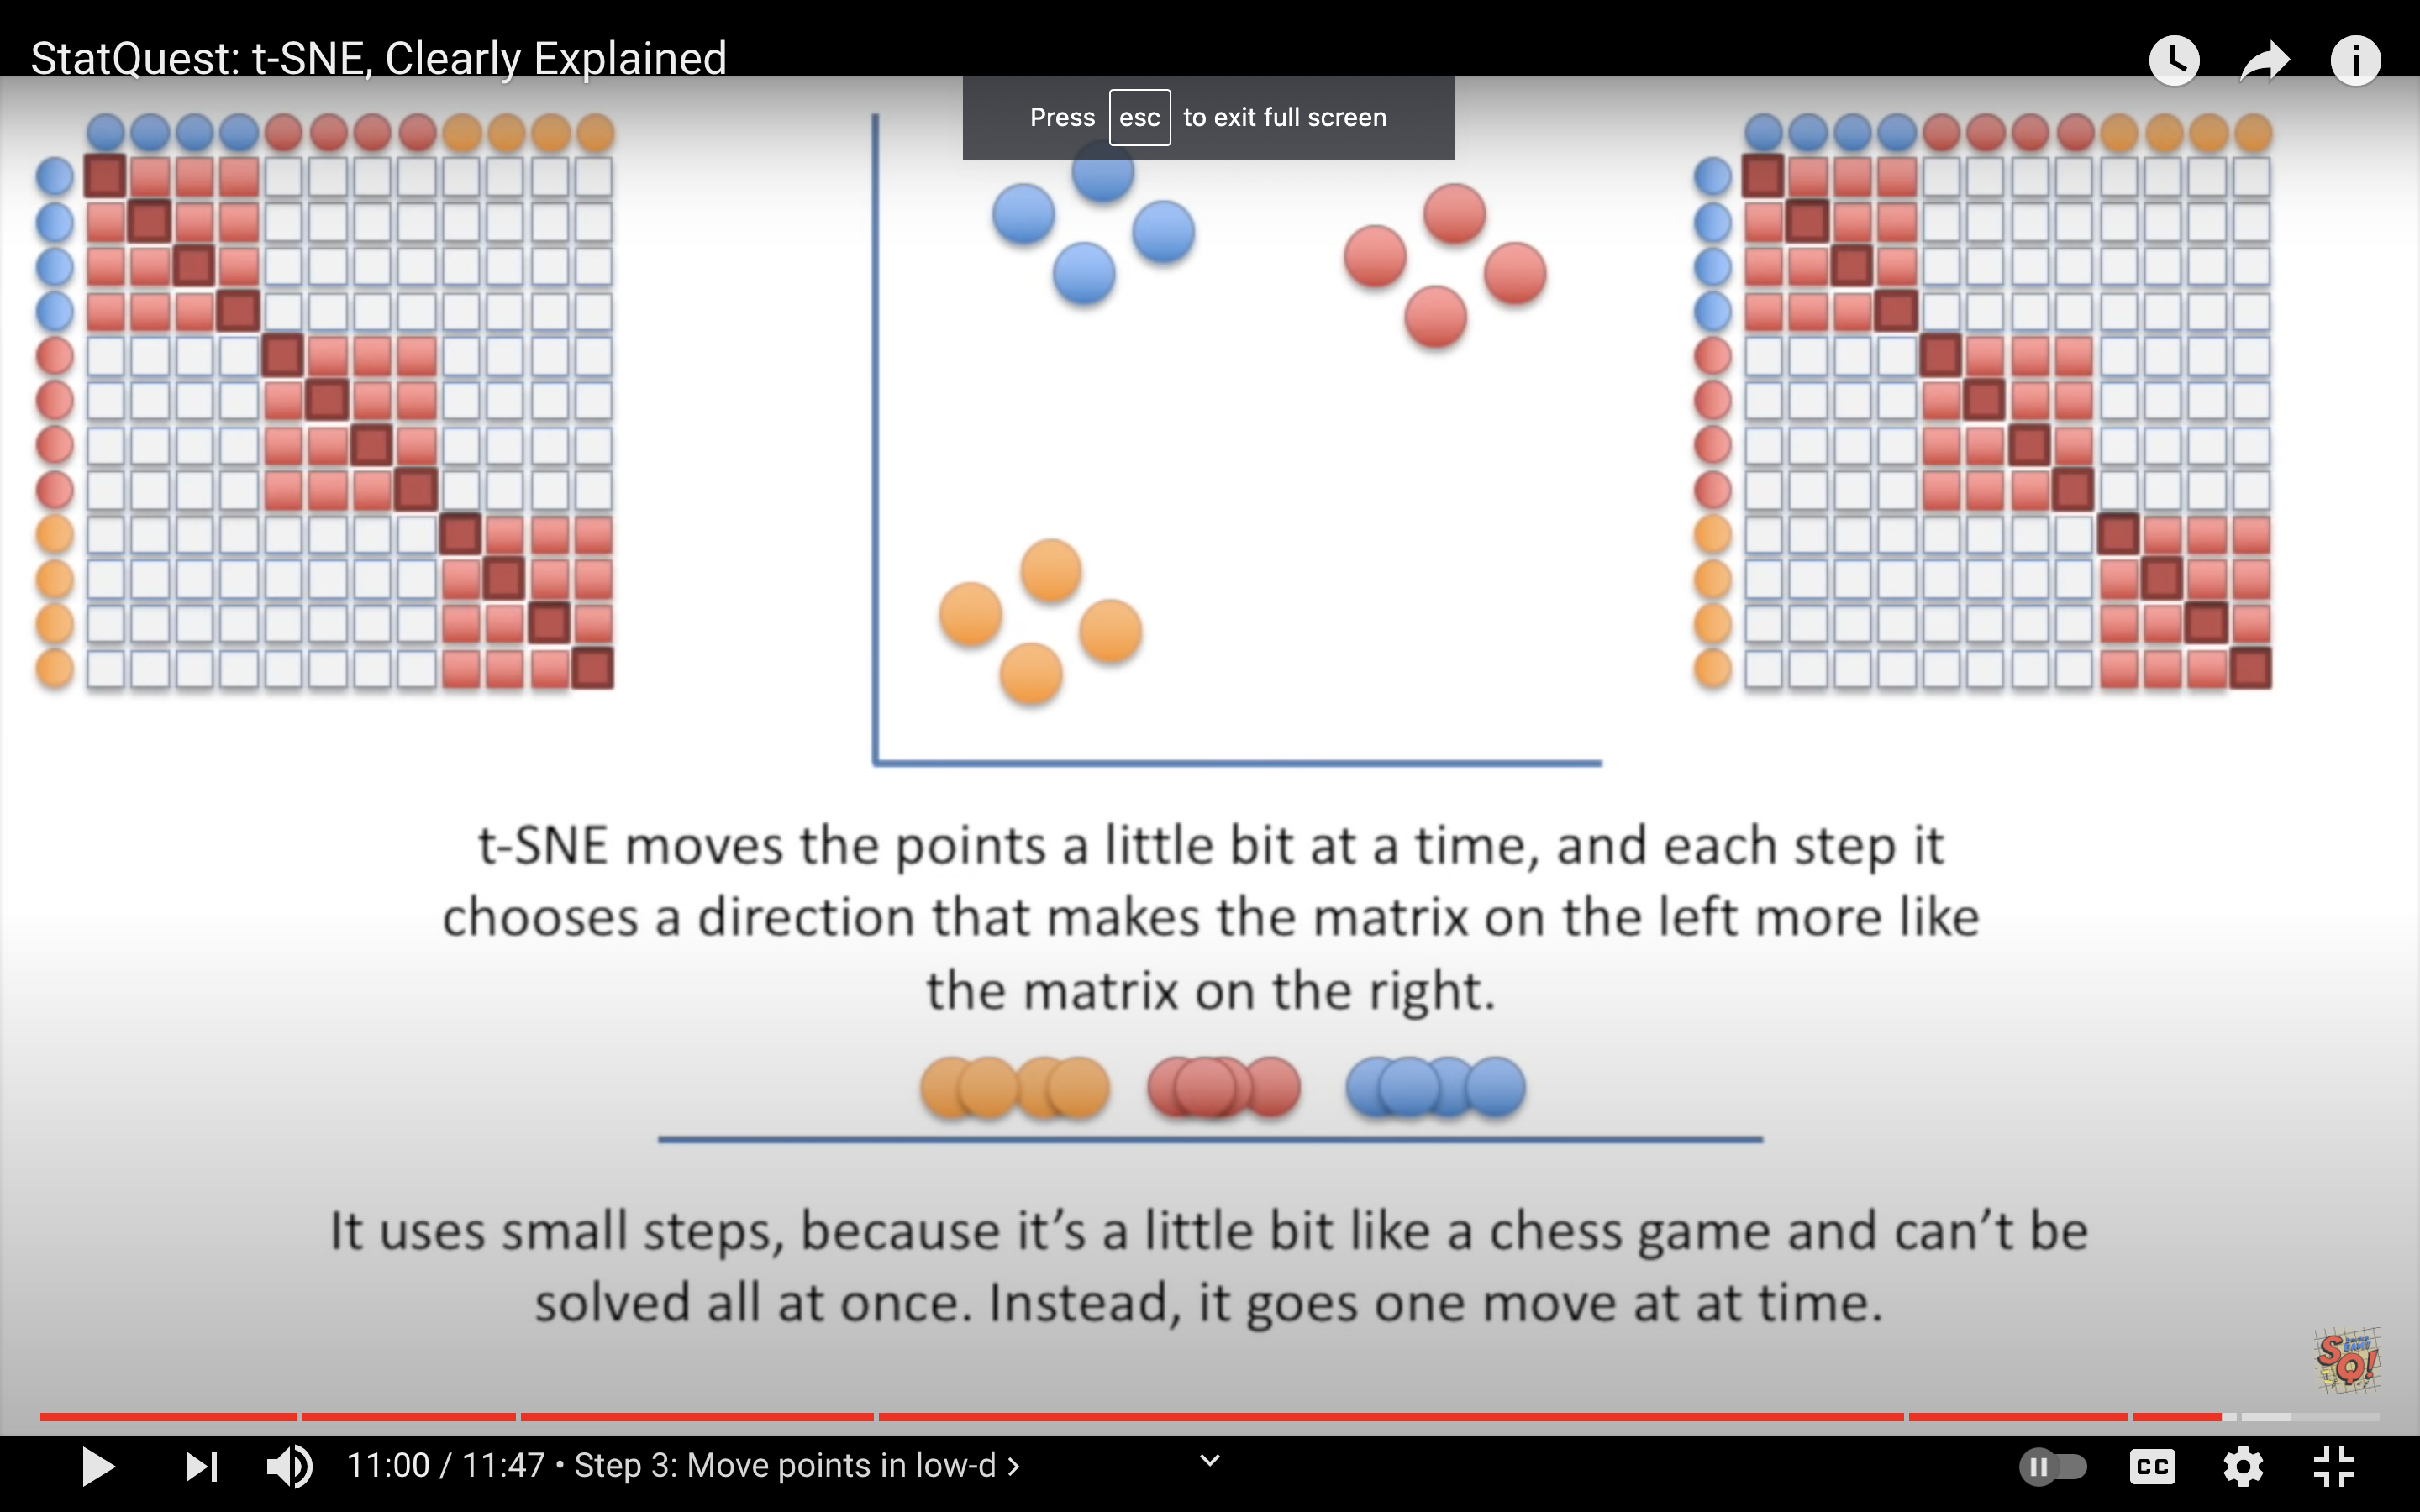 StatQuest: t-SNE, Clearly Explained
Press esc to exit full screen
t-SNE moves the points a little bit at a time, and each step it
chooses a direction that makes the matrix on the left more like
the matrix on the right.
It uses small steps, because it's a little bit like a chess game and can't be
solved all at once. Instead, it goes one move at at time.
SQ!
11:00 / 11:47 • Step 3: Move points in low-d >
CC